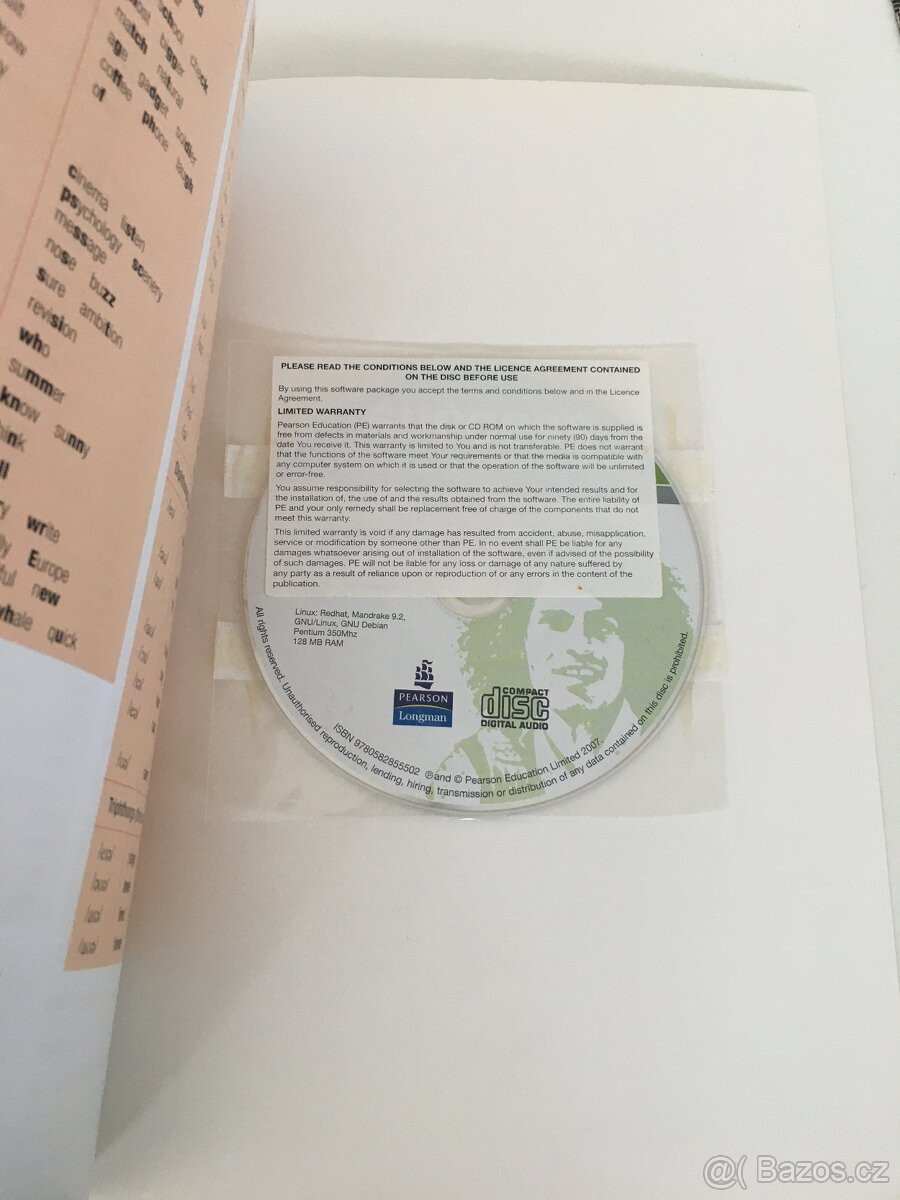 school check
match bigger
age natural
coffee gadget soldier
of phone laugh
cinema listen
psychology scenery
message
nose buzz
sure ambition
revision
who
summer
know sunny
write
Europe
new
whale quick
PLEASE READ THE CONDITIONS BELOW AND THE LICENCE AGREEMENT CONTAINED
ON THE DISC BEFORE USE
By using this software package you accept the terms and conditions below and in the Licence
Agreement.
LIMITED WARRANTY
Pearson Education (PE) warrants that the disk or CD ROM on which the software is supplied is
free from defects in materials and workmanship under normal use for ninety (90) days from the
date You receive it. This warranty is limited to You and is not transferable. PE does not warrant
that the functions of the software meet Your requirements or that the media is compatible with
any computer system on which it is used or that the operation of the software will be unlimited
or error-free.
You assume responsibility for selecting the software to achieve Your intended results and for
the installation of, the use of and the results obtained from the software. The entire liability of
PE and your only remedy shall be replacement free of charge of the components that do not
meet this warranty.
This limited warranty is void if any damage has resulted from accident, abuse, misapplication,
service or modification by someone other than PE. In no event shall PE be liable for any
damages whatsoever arising out of installation of the software, even if advised of the possibility
of such damages. PE will not be liable for any loss or damage of any nature suffered by
any party as a result of reliance upon or reproduction of or any errors in the content of the
publication.
Linux: Redhat, Mandrake 9.2,
GNU/Linux, GNU Debian
Pentium 350Mhz
128 MB RAM
PEARSON
Longman
COMPACT
disc
DIGITAL AUDIO
ISBN 9780582855502 ℗ and © Pearson Education Limited 2007.
All rights reserved. Unauthorised reproduction, lending, hiring, transmission or distribution of any data contained on this disc is prohibited.
@( Bazos.cz